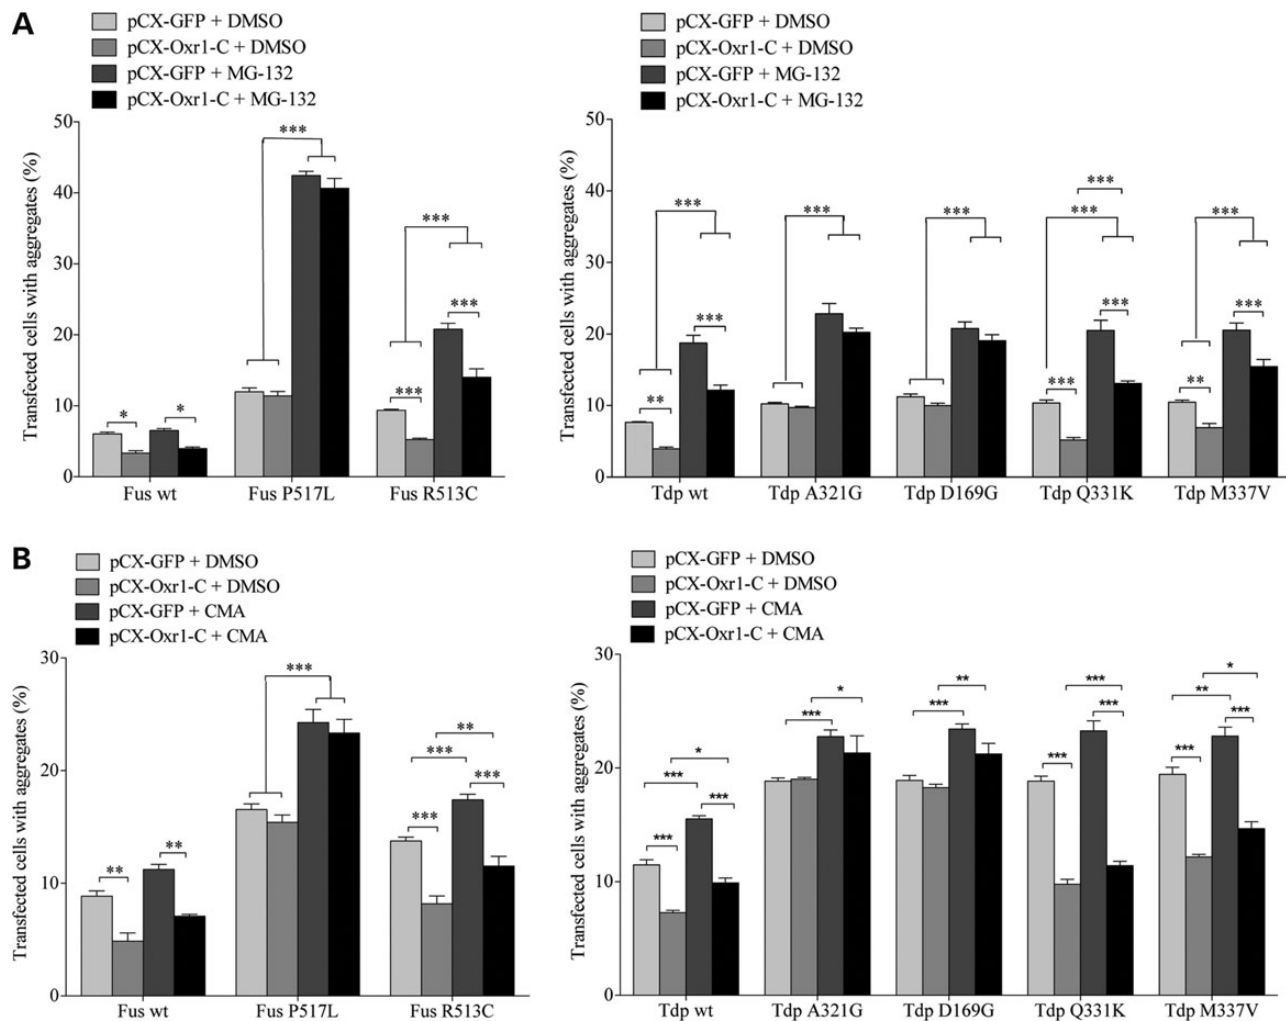 A
pCX-GFP + DMSO
pCX-Oxr1-C + DMSO
pCX-GFP + MG-132
pCX-Oxr1-C + MG-132
Transfected cells with aggregates (%)
50
40
30
20
10
0
*
*
***
***
***
***
Fus wt
Fus P517L
Fus R513C
pCX-GFP + DMSO
pCX-Oxr1-C + DMSO
pCX-GFP + MG-132
pCX-Oxr1-C + MG-132
Transfected cells with aggregates (%)
50
40
30
20
10
0
***
***
**
***
***
***
***
***
***
***
***
**
Tdp wt
Tdp A321G
Tdp D169G
Tdp Q331K
Tdp M337V
B
pCX-GFP + DMSO
pCX-Oxr1-C + DMSO
pCX-GFP + CMA
pCX-Oxr1-C + CMA
Transfected cells with aggregates (%)
30
20
10
0
**
**
***
**
***
***
***
Fus wt
Fus P517L
Fus R513C
pCX-GFP + DMSO
pCX-Oxr1-C + DMSO
pCX-GFP + CMA
pCX-Oxr1-C + CMA
Transfected cells with aggregates (%)
30
20
10
0
*
***
***
***
*
***
**
***
***
***
***
*
**
***
***
Tdp wt
Tdp A321G
Tdp D169G
Tdp Q331K
Tdp M337V